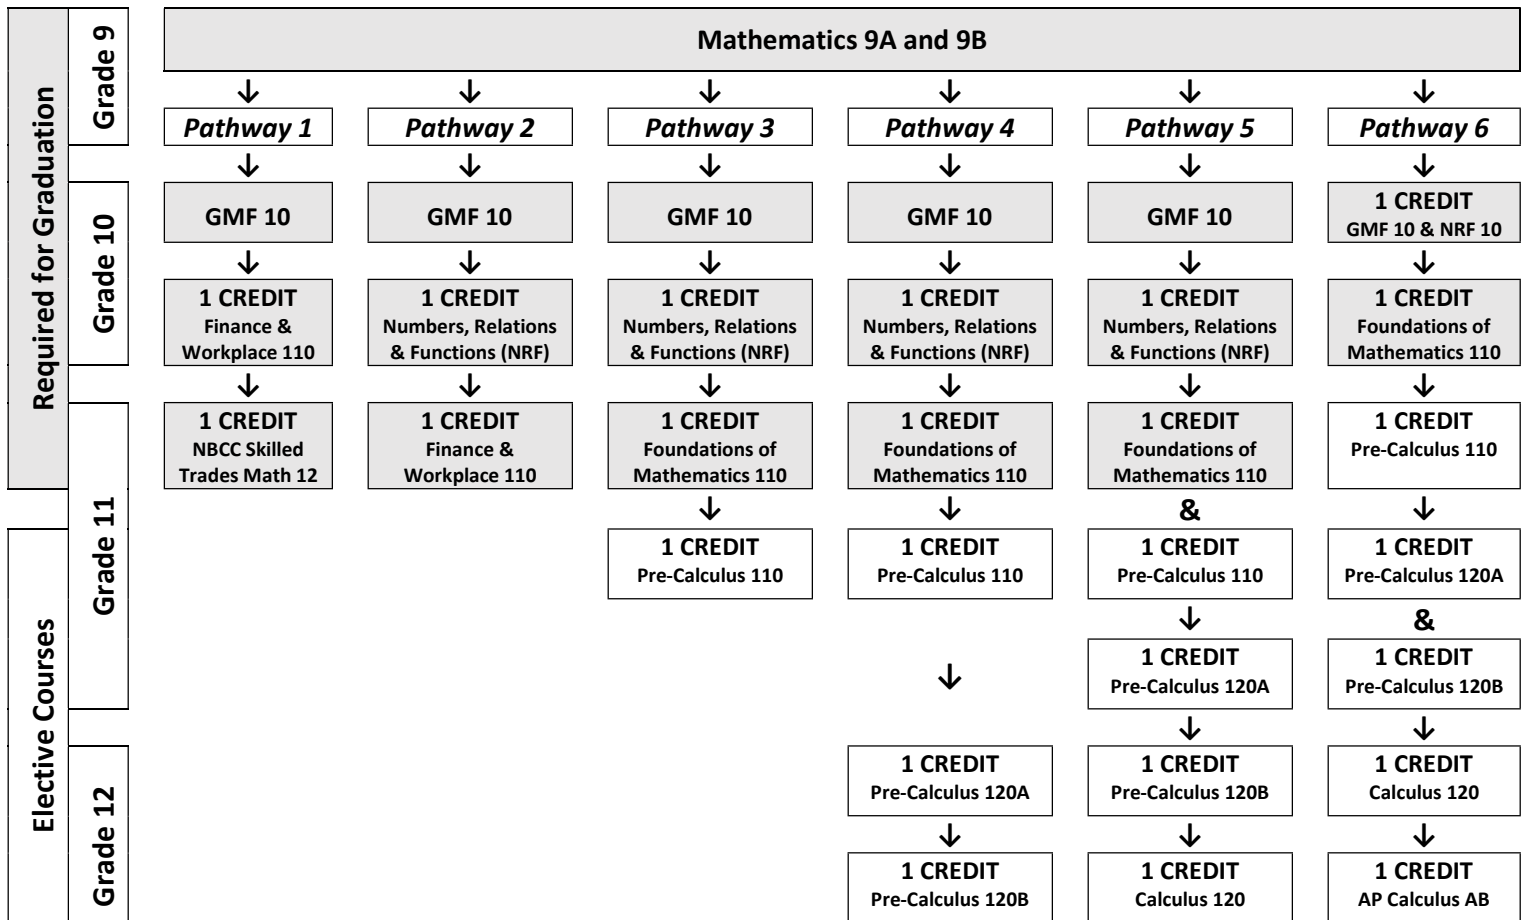 Required for Graduation
Elective Courses
Grade 9
Grade 10
Grade 11
Grade 12
Mathematics 9A and 9B
↓ ↓ ↓ ↓ ↓ ↓
Pathway 1
Pathway 2
Pathway 3
Pathway 4
Pathway 5
Pathway 6
↓ ↓ ↓ ↓ ↓ ↓
GMF 10
GMF 10
GMF 10
GMF 10
GMF 10
1 CREDIT
GMF 10 & NRF 10
↓ ↓ ↓ ↓ ↓ ↓
1 CREDIT
Finance &
Workplace 110
1 CREDIT
Numbers, Relations
& Functions (NRF)
1 CREDIT
Numbers, Relations
& Functions (NRF)
1 CREDIT
Numbers, Relations
& Functions (NRF)
1 CREDIT
Numbers, Relations
& Functions (NRF)
1 CREDIT
Foundations of
Mathematics 110
↓ ↓ ↓ ↓ ↓ ↓
1 CREDIT
NBCC Skilled
Trades Math 12
1 CREDIT
Finance &
Workplace 110
1 CREDIT
Foundations of
Mathematics 110
1 CREDIT
Foundations of
Mathematics 110
1 CREDIT
Foundations of
Mathematics 110
1 CREDIT
Pre-Calculus 110
↓ ↓ & ↓
1 CREDIT
Pre-Calculus 110
1 CREDIT
Pre-Calculus 110
1 CREDIT
Pre-Calculus 110
1 CREDIT
Pre-Calculus 120A
↓ &
↓
1 CREDIT
Pre-Calculus 120A
1 CREDIT
Pre-Calculus 120B
↓ ↓
1 CREDIT
Pre-Calculus 120A
1 CREDIT
Pre-Calculus 120B
1 CREDIT
Calculus 120
↓ ↓ ↓
1 CREDIT
Pre-Calculus 120B
1 CREDIT
Calculus 120
1 CREDIT
AP Calculus AB